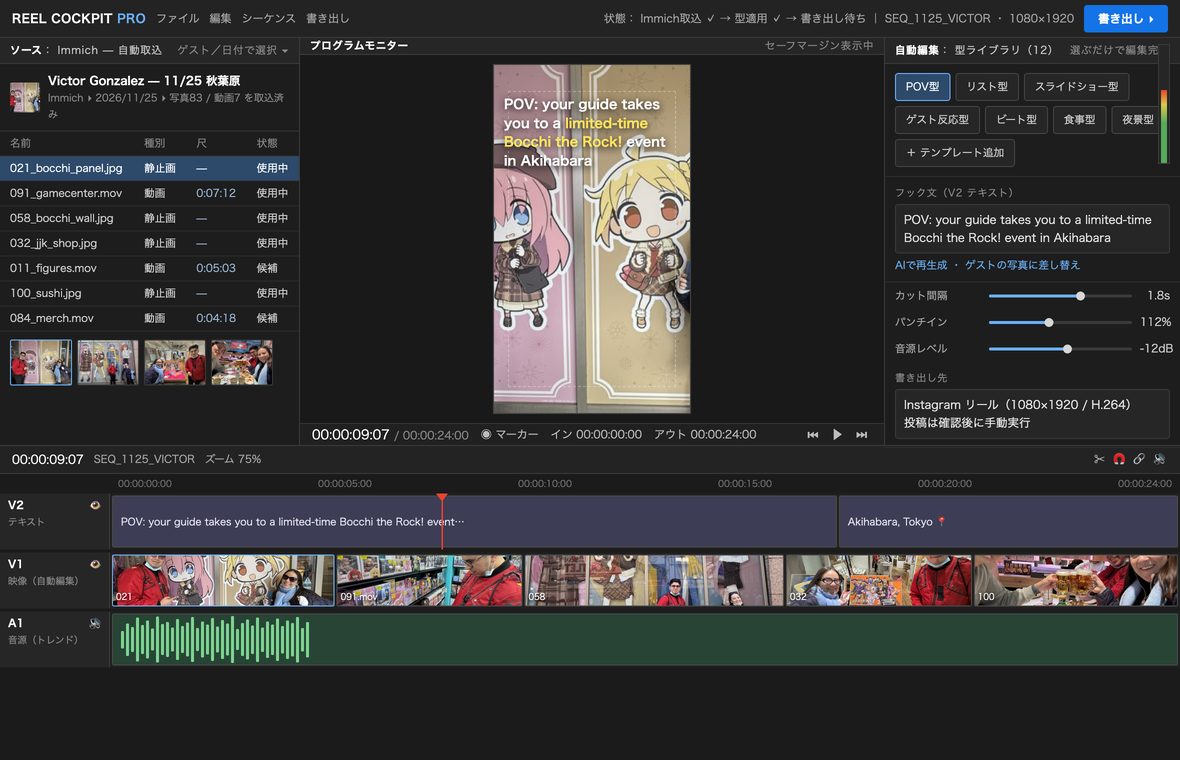 REEL COCKPIT PRO ファイル 編集 シーケンス 書き出し
状態： Immich取込 ✓ → 型適用 ✓ → 書き出し待ち | SEQ_1125_VICTOR ・ 1080×1920
書き出し ▸
ソース： Immich — 自動取込 ゲスト／日付で選択
Victor Gonzalez — 11/25 秋葉原
Immich ▸ 2026/11/25 ▸ 写真83 / 動画7 を取込済
み
名前 種別 尺 状態
021_bocchi_panel.jpg 静止画 — 使用中
091_gamecenter.mov 動画 0:07:12 使用中
058_bocchi_wall.jpg 静止画 — 使用中
032_jjk_shop.jpg 静止画 — 使用中
011_figures.mov 動画 0:05:03 候補
100_sushi.jpg 静止画 — 使用中
084_merch.mov 動画 0:04:18 候補
プログラムモニター セーフマージン表示中
POV: your guide takes
you to a limited-time
Bocchi the Rock! event
in Akihabara
00:00:09:07 / 00:00:24:00 ◉ マーカー イン 00:00:00:00 アウト 00:00:24:00
自動編集： 型ライブラリ（12） 選ぶだけで編集完
POV型 リスト型 スライドショー型
ゲスト反応型 ビート型 食事型 夜景型
＋ テンプレート追加
フック文（V2 テキスト）
POV: your guide takes you to a limited-time
Bocchi the Rock! event in Akihabara
AIで再生成 ・ ゲストの写真に差し替え
カット間隔 1.8s
パンチイン 112%
音源レベル -12dB
書き出し先
Instagram リール（1080×1920 / H.264）
投稿は確認後に手動実行
00:00:09:07 SEQ_1125_VICTOR ズーム 75%
00:00:00:00 00:00:05:00 00:00:10:00 00:00:15:00 00:00:20:00 00:00:24:00
V2
テキスト
POV: your guide takes you to a limited-time Bocchi the Rock! event…
Akihabara, Tokyo 📍
V1
映像（自動編集）
021 091.mov 058 032 100
A1
音源（トレンド）